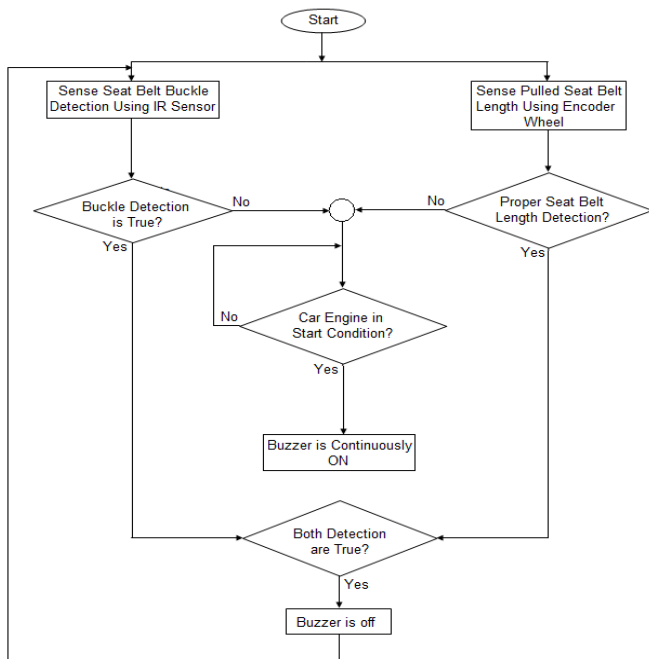 Start
Sense Seat Belt Buckle
Detection Using IR Sensor
Sense Pulled Seat Belt
Length Using Encoder
Wheel
Buckle Detection
is True?
No
Yes
No
Proper Seat Belt
Length Detection?
Yes
Car Engine in
Start Condition?
No
Yes
Buzzer is Continuously
ON
Both Detection
are True?
Yes
Buzzer is off